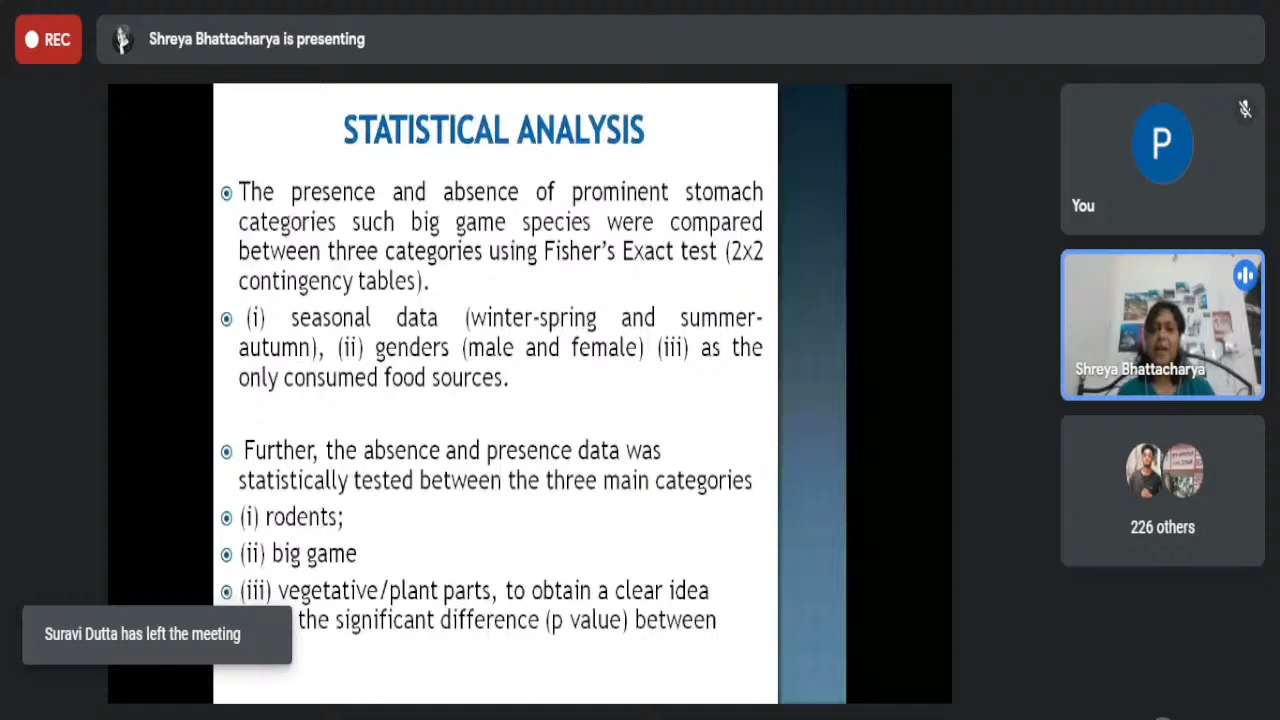 REC
Shreya Bhattacharya is presenting
STATISTICAL ANALYSIS
The presence and absence of prominent stomach
categories such big game species were compared
between three categories using Fisher's Exact test (2x2
contingency tables).
(i) seasonal data (winter-spring and summer-
autumn), (ii) genders (male and female) (iii) as the
only consumed food sources.
Further, the absence and presence data was
statistically tested between the three main categories
(i) rodents;
(ii) big game
(iii) vegetative/plant parts, to obtain a clear idea
the significant difference (p value) between
Suravi Dutta has left the meeting
P
You
Shreya Bhattacharya
226 others